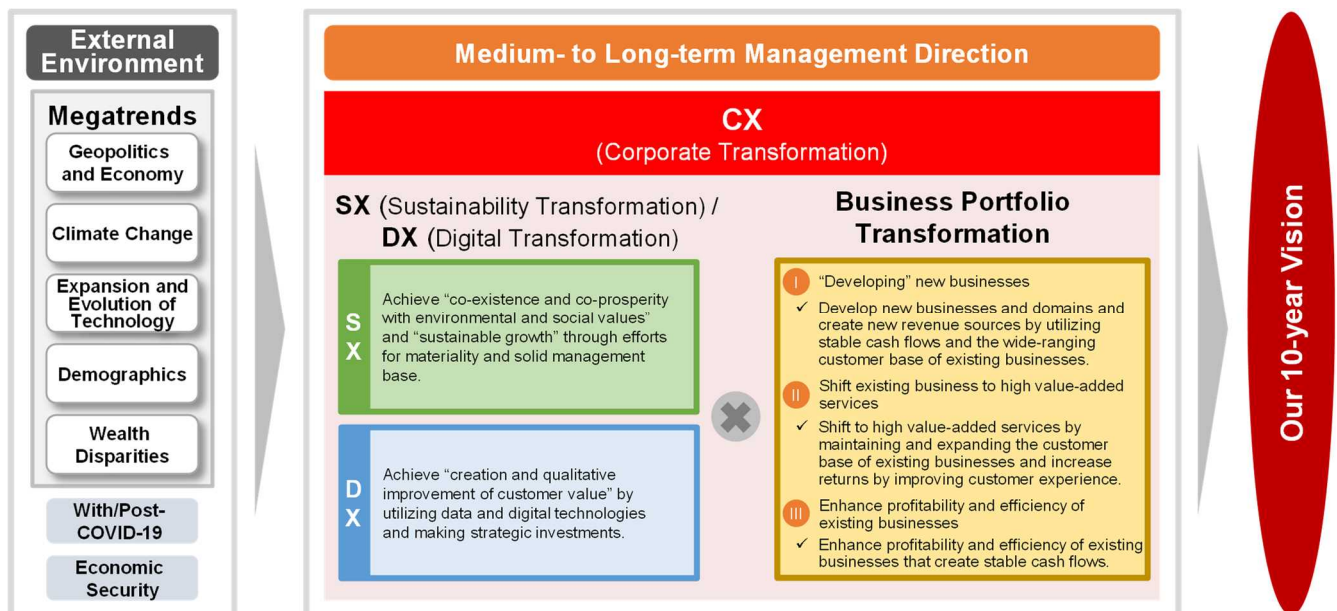 External
Environment
Megatrends
Geopolitics
and Economy
Climate Change
Expansion and
Evolution of
Technology
Demographics
Wealth
Disparities
With/Post-
COVID-19
Economic
Security
Medium- to Long-term Management Direction
CX
(Corporate Transformation)
SX (Sustainability Transformation) /
DX (Digital Transformation)
S
X
Achieve “co-existence and co-prosperity
with environmental and social values”
and “sustainable growth” through efforts
for materiality and solid management
base.
D
X
Achieve “creation and qualitative
improvement of customer value” by
utilizing data and digital technologies
and making strategic investments.
Business Portfolio
Transformation
I “Developing” new businesses
✓ Develop new businesses and domains and
create new revenue sources by utilizing
stable cash flows and the wide-ranging
customer base of existing businesses.
II Shift existing business to high value-added
services
✓ Shift to high value-added services by
maintaining and expanding the customer
base of existing businesses and increase
returns by improving customer experience.
III Enhance profitability and efficiency of
existing businesses
✓ Enhance profitability and efficiency of existing
businesses that create stable cash flows.
Our 10-year Vision